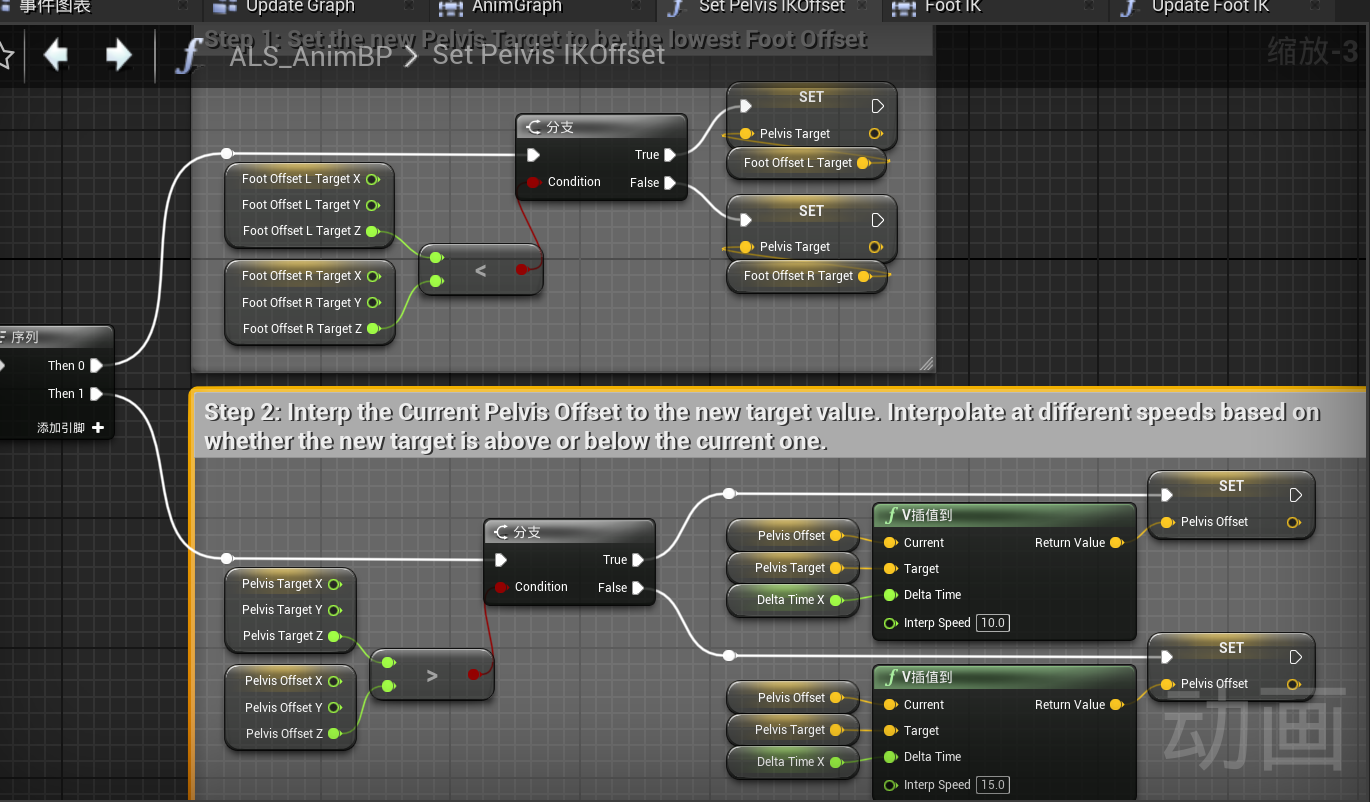 事件图表
Update Graph
AnimGraph
Set Pelvis IKOffset
Foot IK
Update Foot IK
Step 1: Set the new Pelvis Target to be the lowest Foot Offset
ALS_AnimBP > Set Pelvis IKOffset
缩放-3
SET
Pelvis Target
Foot Offset L Target
分支
True
Condition
False
Foot Offset L Target X
Foot Offset L Target Y
Foot Offset L Target Z
SET
Pelvis Target
Foot Offset R Target
<
Foot Offset R Target X
Foot Offset R Target Y
Foot Offset R Target Z
序列
Then 0
Then 1
添加引脚
Step 2: Interp the Current Pelvis Offset to the new target value. Interpolate at different speeds based on
whether the new target is above or below the current one.
SET
Pelvis Offset
分支
True
Condition
False
Pelvis Offset
Pelvis Target
Delta Time X
V插值到
Current
Return Value
Target
Delta Time
Interp Speed 10.0
Pelvis Target X
Pelvis Target Y
Pelvis Target Z
>
Pelvis Offset X
Pelvis Offset Y
Pelvis Offset Z
SET
Pelvis Offset
Pelvis Offset
Pelvis Target
Delta Time X
V插值到
Current
Return Value
Target
Delta Time
Interp Speed 15.0
动画